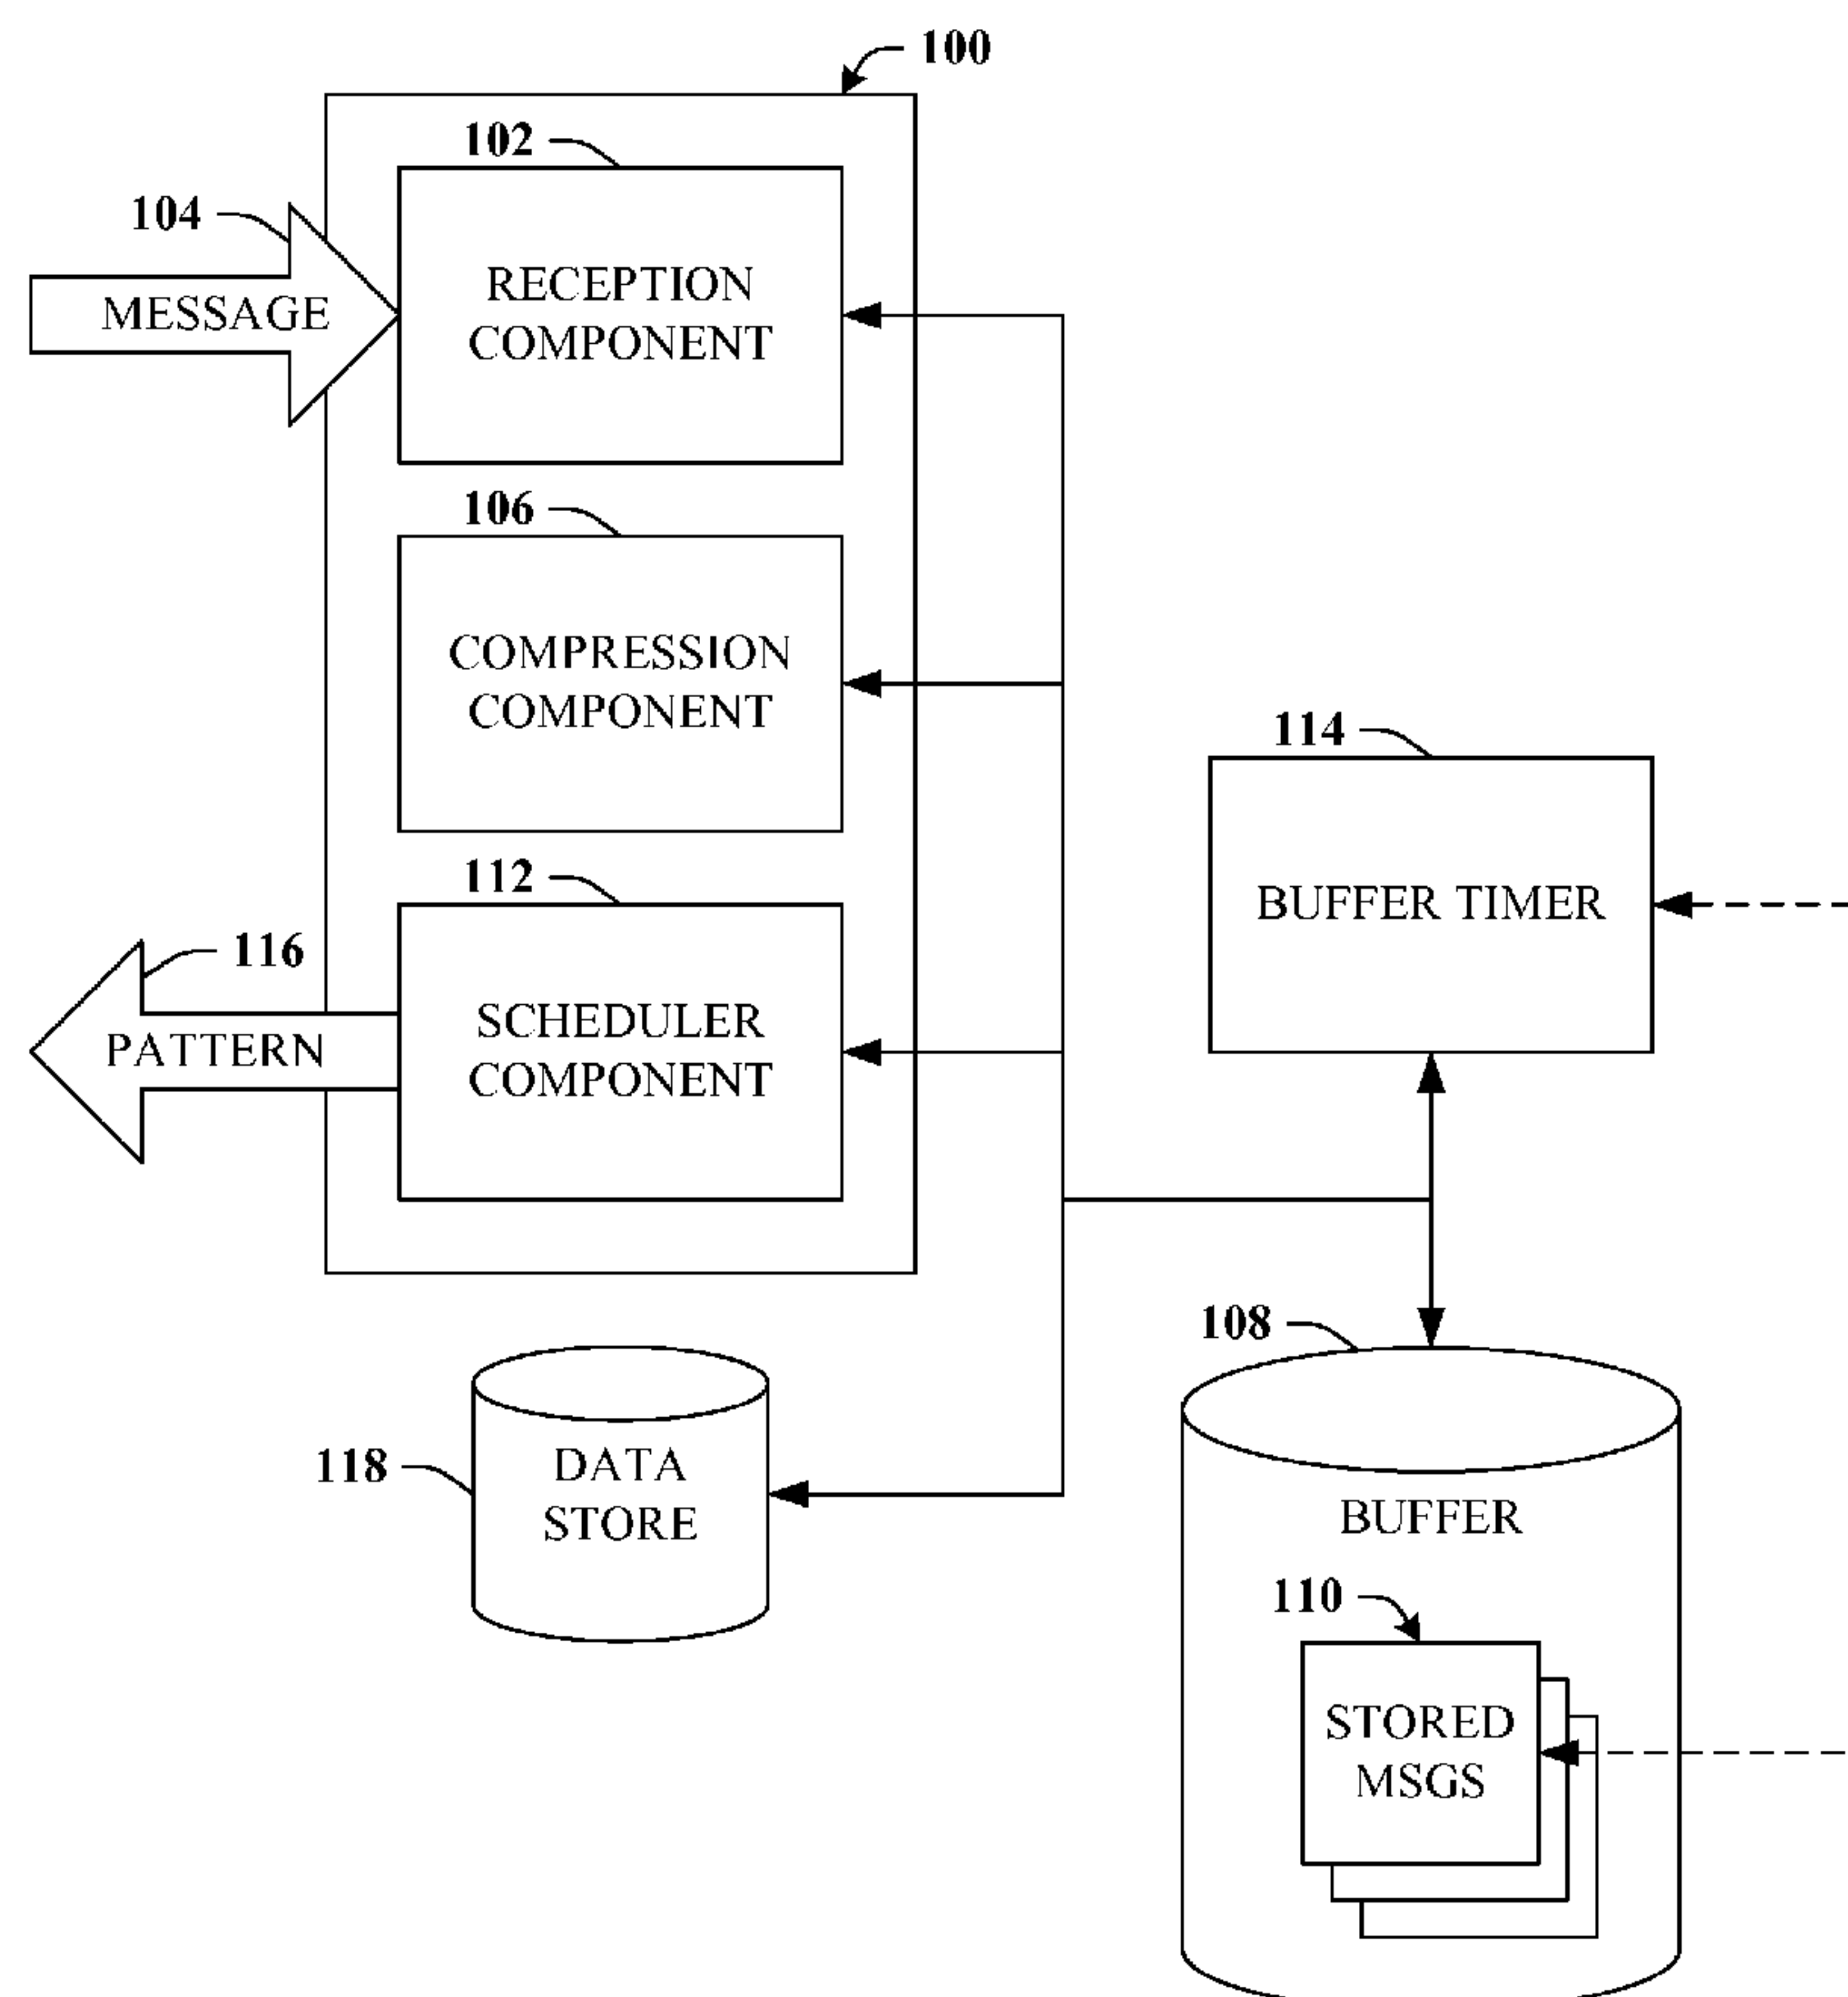 100
102
104
MESSAGE
RECEPTION
COMPONENT
106
COMPRESSION
COMPONENT
114
BUFFER TIMER
112
116
PATTERN
SCHEDULER
COMPONENT
108
118
DATA
STORE
BUFFER
110
STORED
MSGS